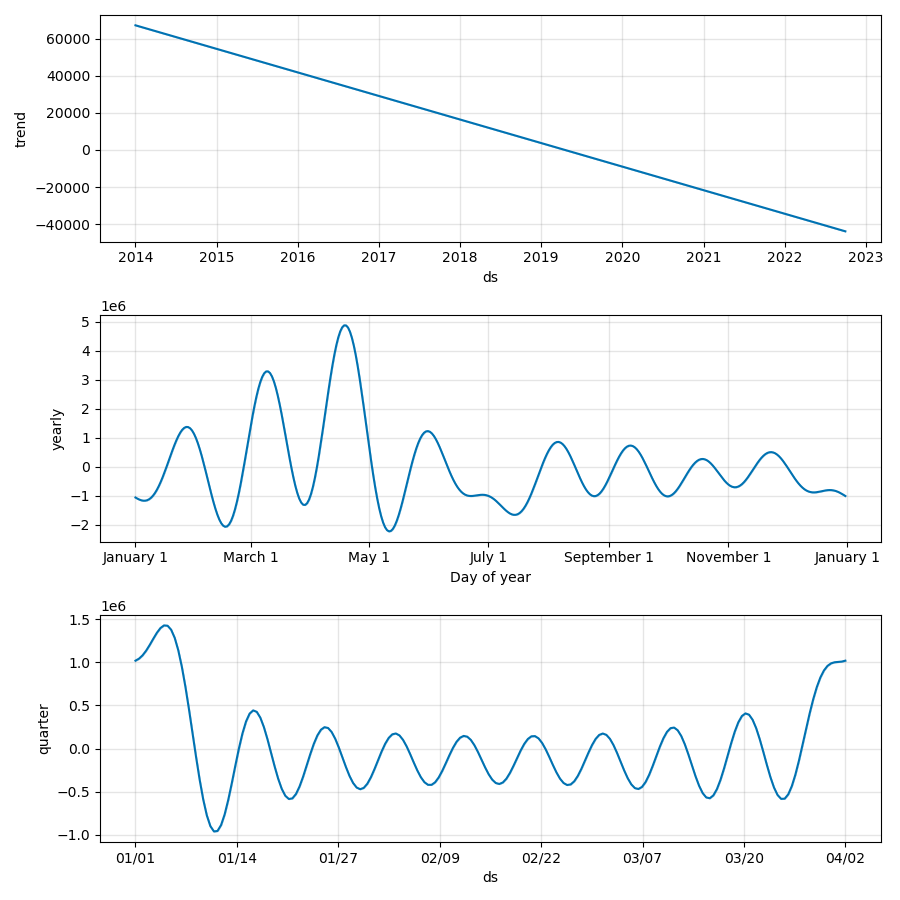 60000
40000
20000
0
−20000
−40000
trend
2014 2015 2016 2017 2018 2019 2020 2021 2022 2023
ds
1e6
5
4
3
2
1
0
−1
−2
yearly
January 1 March 1 May 1 July 1 September 1 November 1 January 1
Day of year
1e6
1.5
1.0
0.5
0.0
−0.5
−1.0
quarter
01/01 01/14 01/27 02/09 02/22 03/07 03/20 04/02
ds